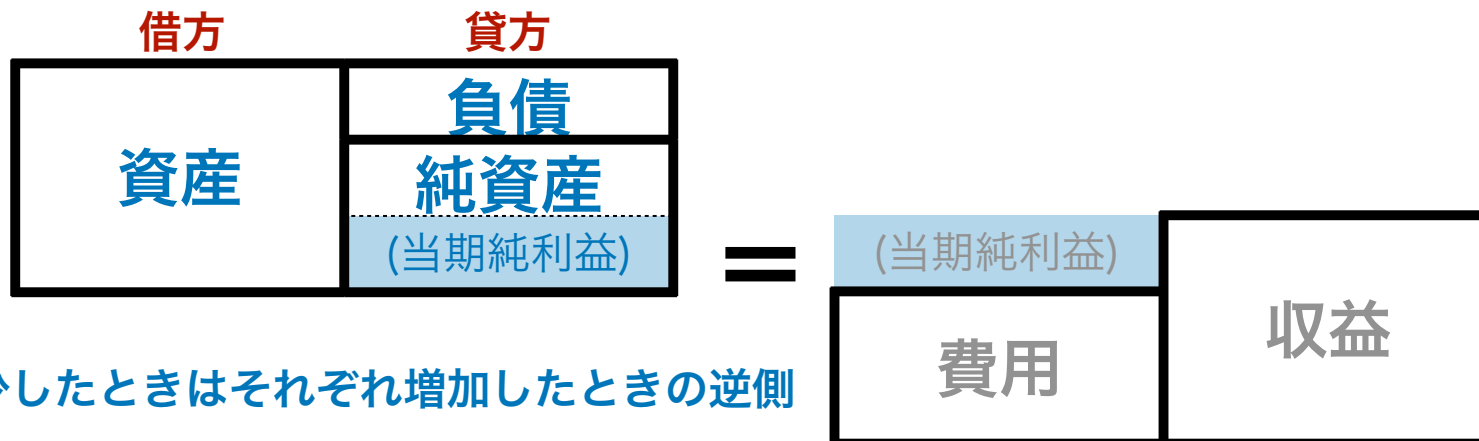 借方
貸方
資産
負債
純資産
(当期純利益)
=
(当期純利益)
費用
収益
したときはそれぞれ増加したときの逆側